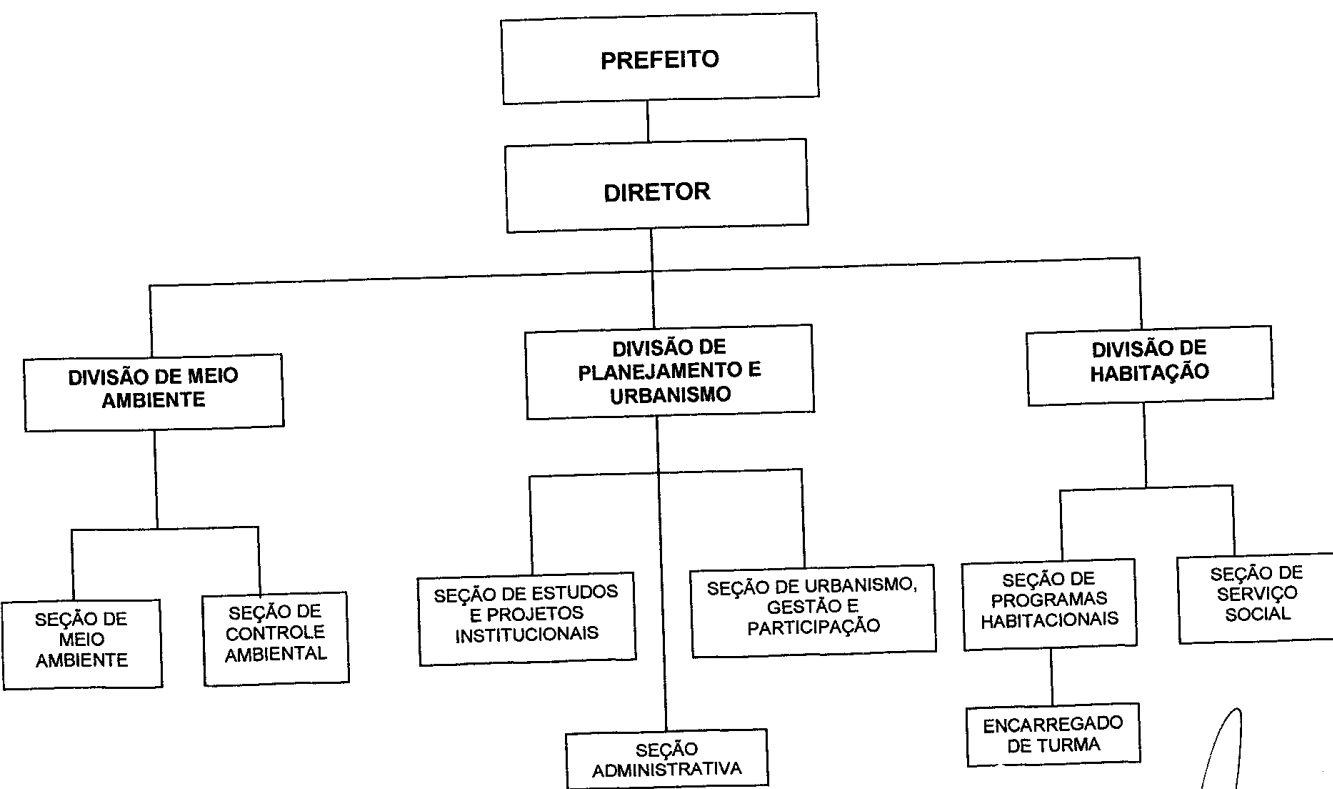 PREFEITO
DIRETOR
DIVISÃO DE MEIO
AMBIENTE
DIVISÃO DE
PLANEJAMENTO E
URBANISMO
DIVISÃO DE
HABITAÇÃO
SEÇÃO DE
MEIO
AMBIENTE
SEÇÃO DE
CONTROLE
AMBIENTAL
SEÇÃO DE ESTUDOS
E PROJETOS
INSTITUCIONAIS
SEÇÃO DE URBANISMO,
GESTÃO E
PARTICIPAÇÃO
SEÇÃO DE
PROGRAMAS
HABITACIONAIS
SEÇÃO DE
SERVIÇO
SOCIAL
SEÇÃO
ADMINISTRATIVA
ENCARREGADO
DE TURMA